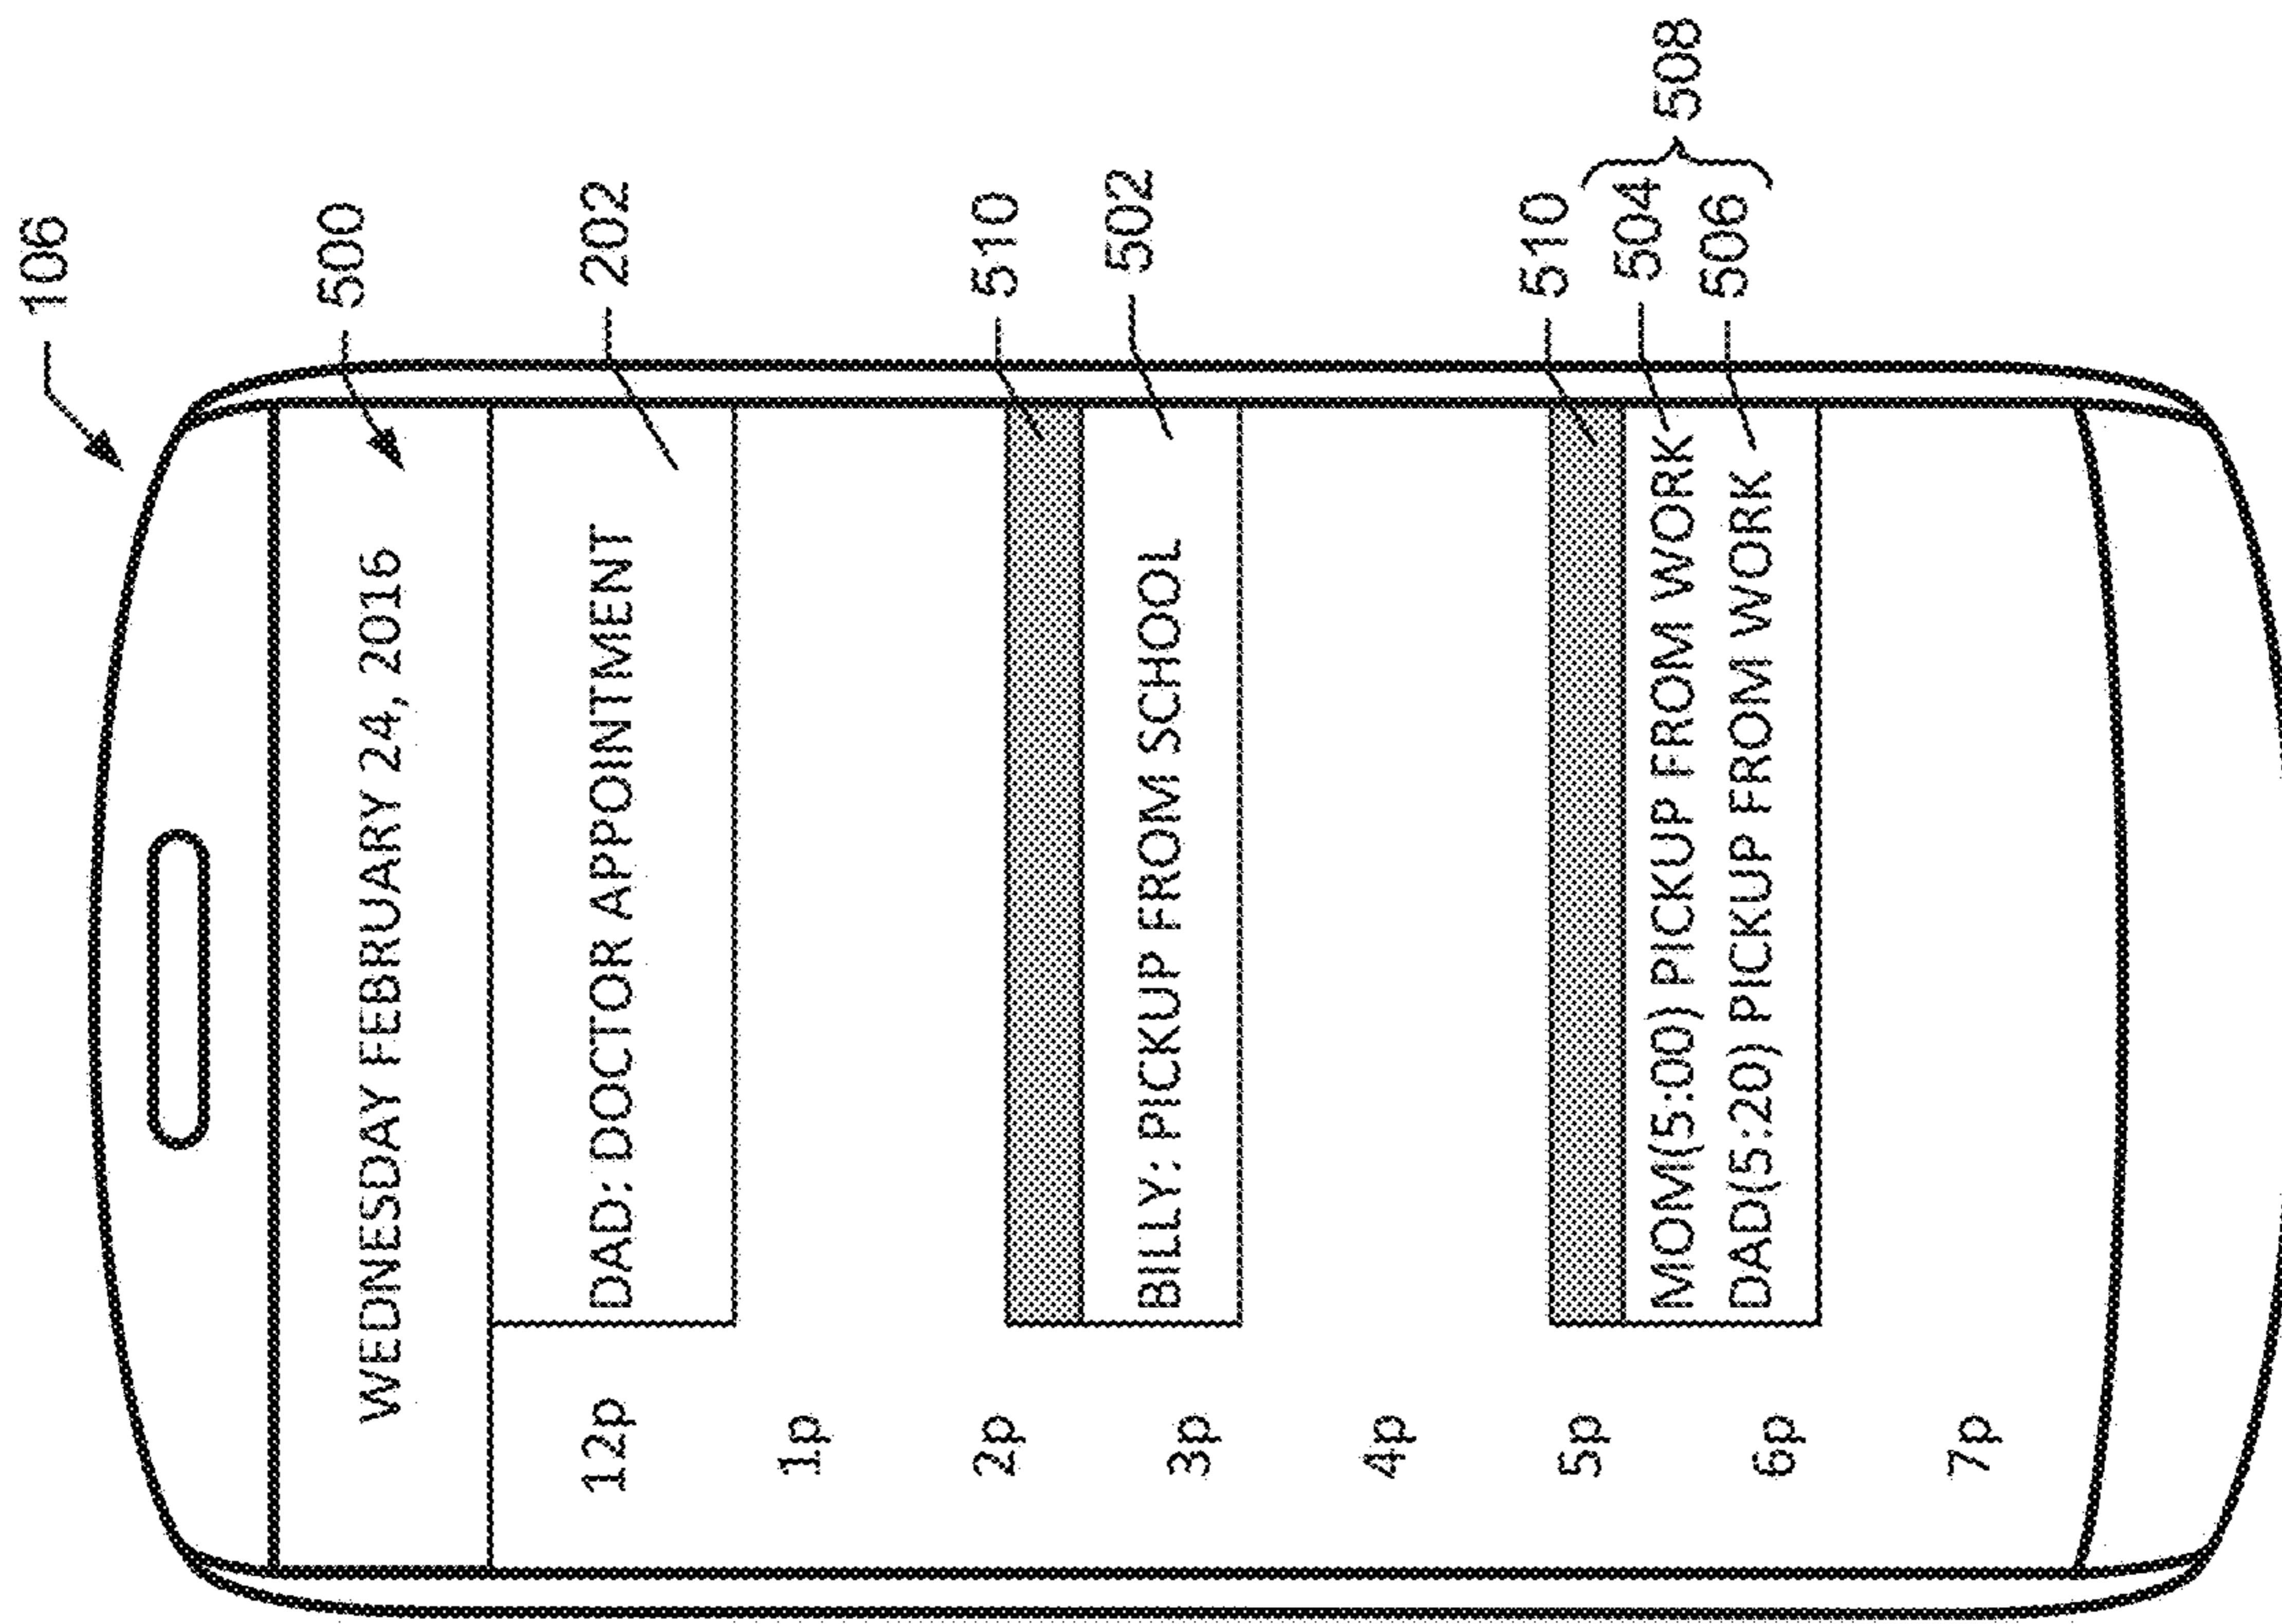 106
500
WEDNESDAY FEBRUARY 24, 2016
12p
DAD: DOCTOR APPOINTMENT
202
1p
2p
510
BILLY: PICKUP FROM SCHOOL
502
3p
4p
5p
510
MOM(5:00) PICKUP FROM WORK
504
508
DAD(5:20) PICKUP FROM WORK
506
6p
7p